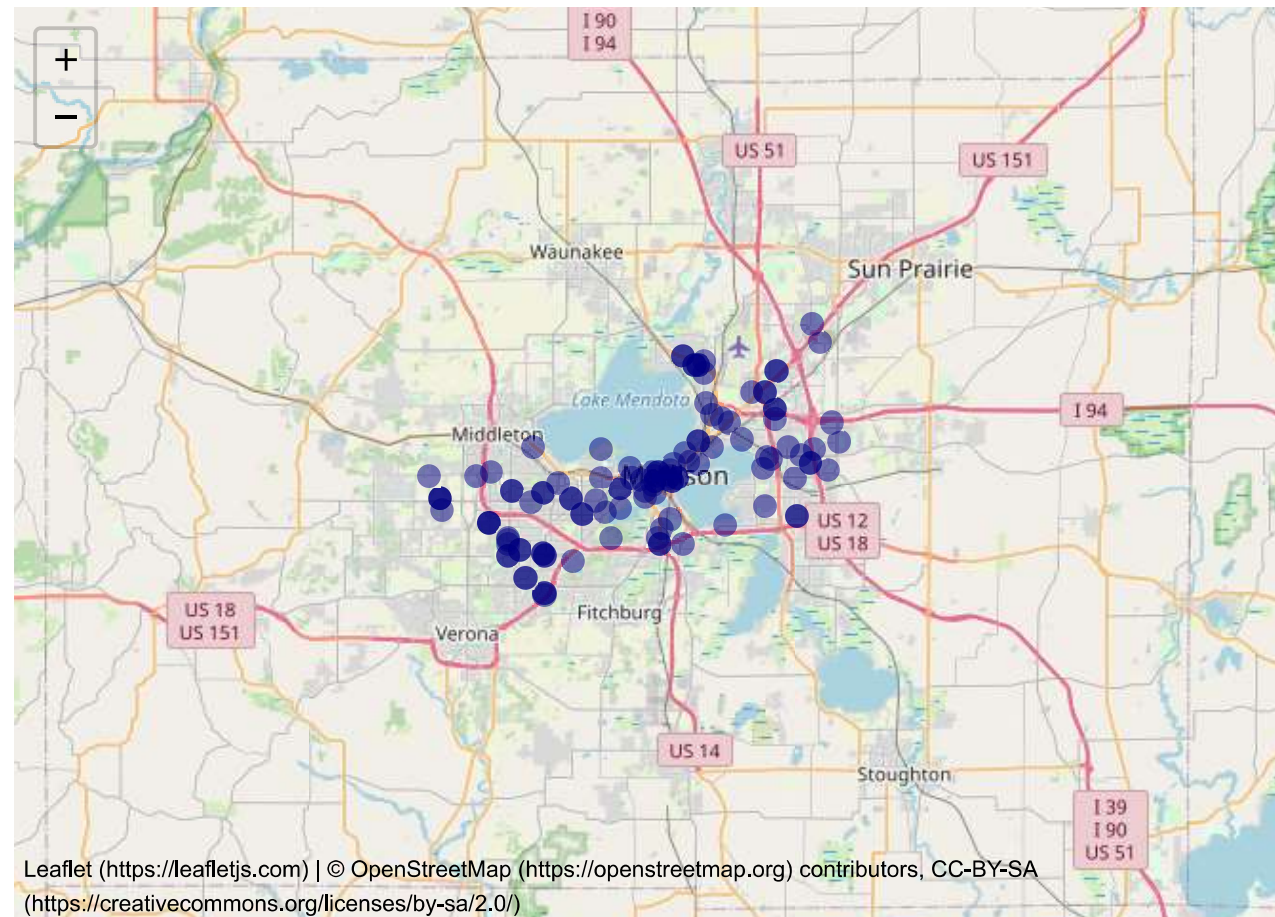 I 90
I 94
+
−
US 51
US 151
Waunakee
Sun Prairie
Lake Mendota
I 94
Middleton
Madison
US 12
US 18
US 18
US 151
Fitchburg
Verona
US 14
Stoughton
I 39
I 90
US 51
Leaflet (https://leafletjs.com) | © OpenStreetMap (https://openstreetmap.org) contributors, CC-BY-SA
(https://creativecommons.org/licenses/by-sa/2.0/)